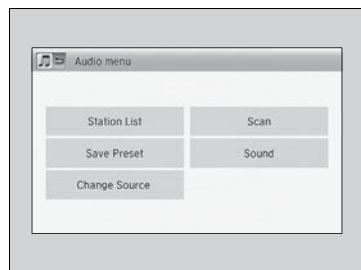 Audio menu
Station List
Scan
Save Preset
Sound
Change Source